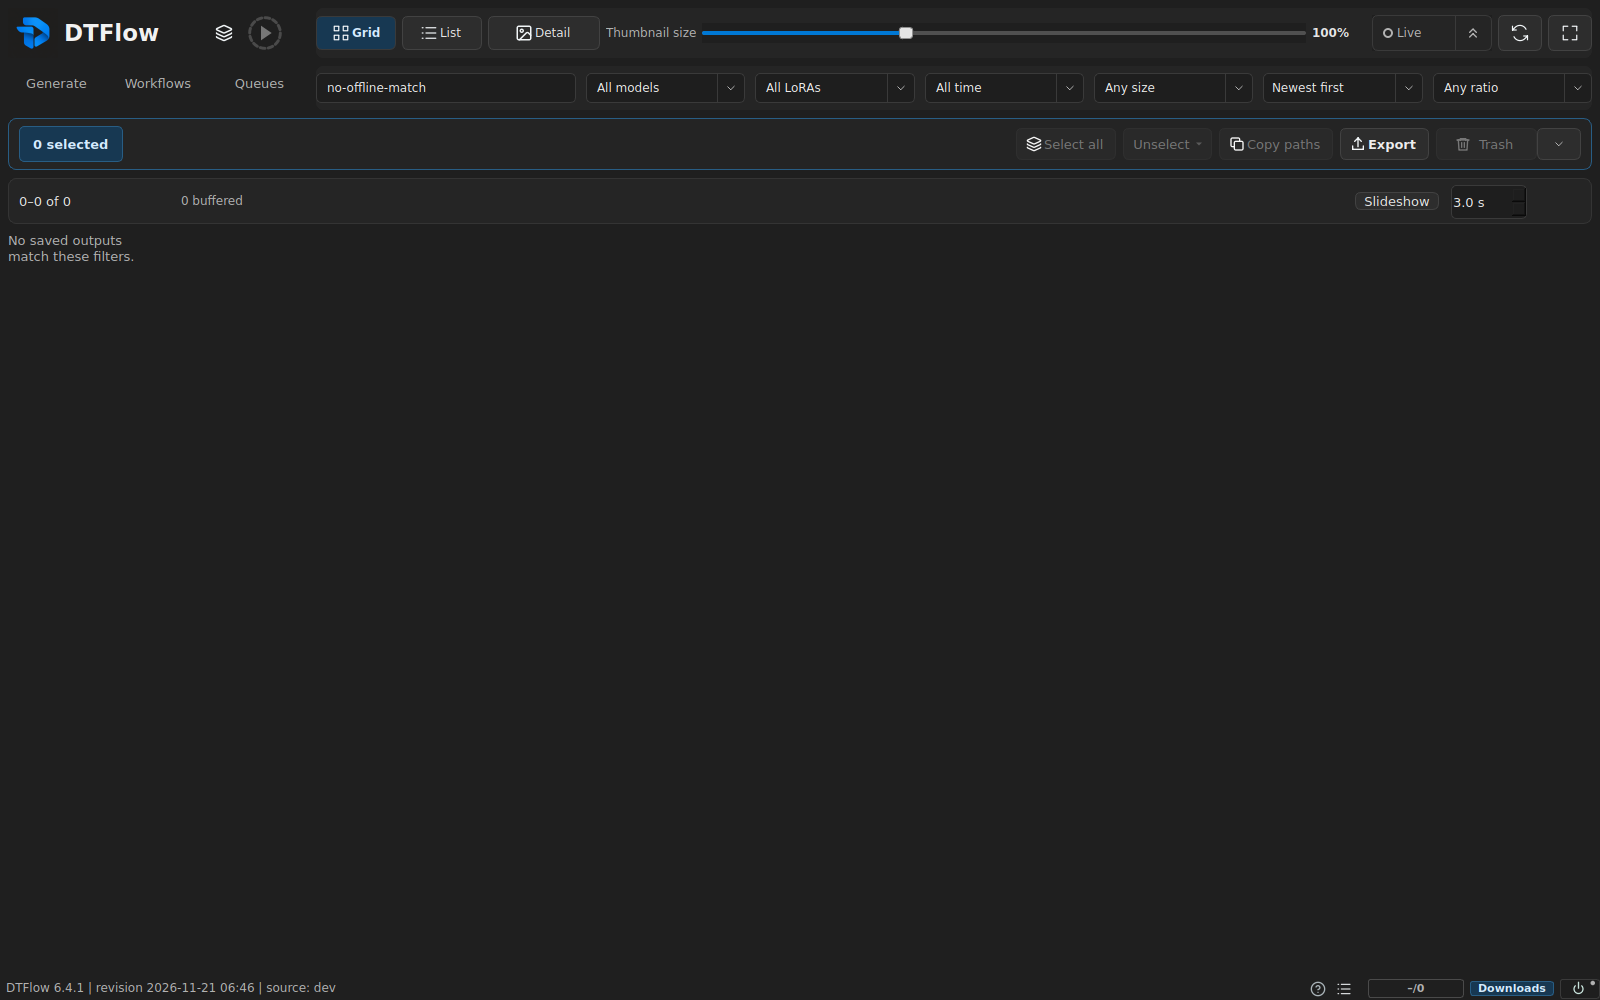 DTFlow
Grid
List
Detail
Thumbnail size
100%
Live
Generate
Workflows
Queues
no-offline-match
All models
All LoRAs
All time
Any size
Newest first
Any ratio
0 selected
Select all
Unselect
Copy paths
Export
Trash
0–0 of 0
0 buffered
Slideshow
3.0 s
No saved outputs
match these filters.
DTFlow 6.4.1 | revision 2026-11-21 06:46 | source: dev
–/0
Downloads